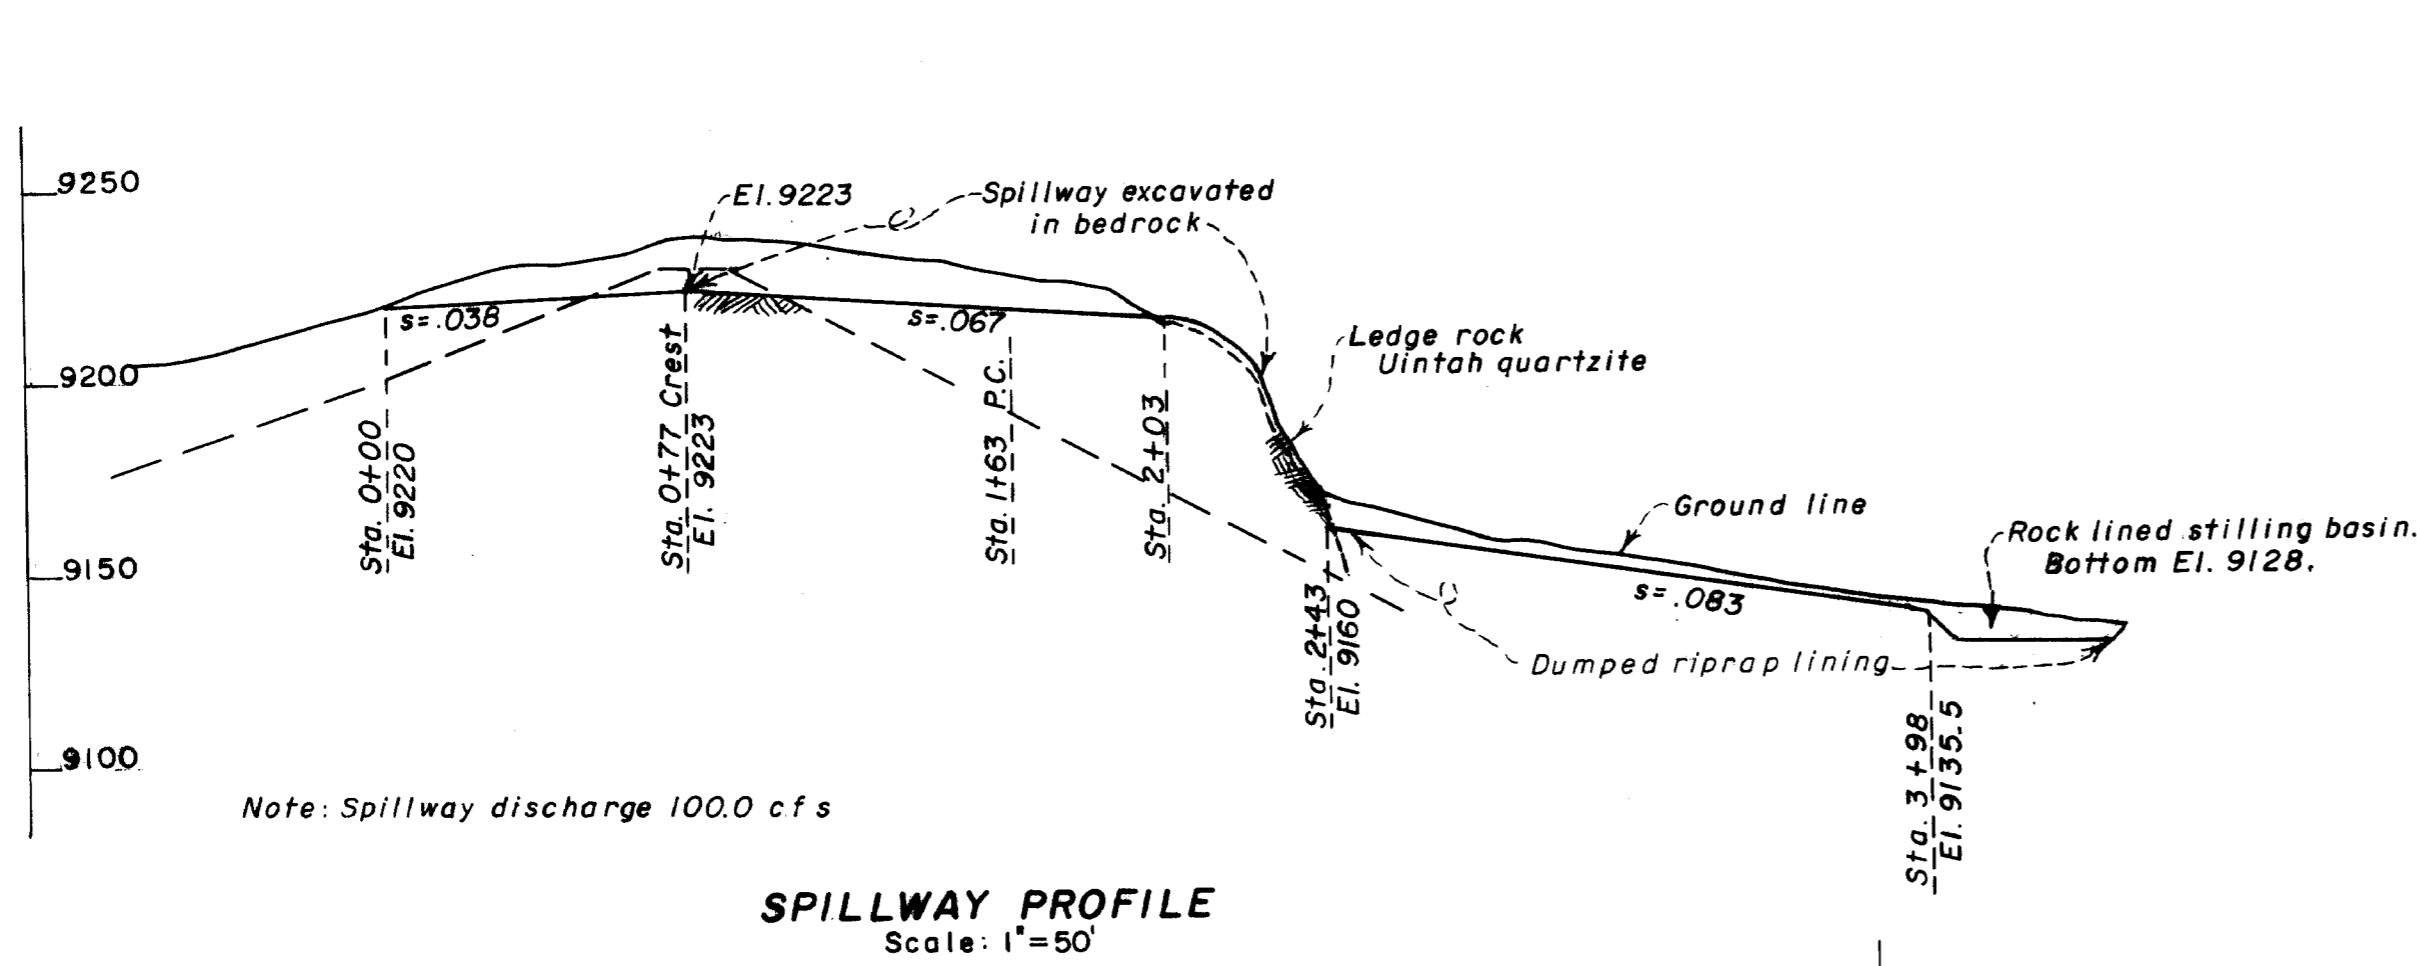 9250
El. 9223
Spillway excavated
in bedrock
s= .038
s= .067
Ledge rock
Uintah quartzite
9200
Sta. 0+00
El. 9220
Sta. 0+77 Crest
El. 9223
Sta. 1+63 P.C.
Sta. 2+03
Ground line
Rock lined stilling basin.
Bottom El. 9128.
9150
s= .083
Sta. 2+43
El. 9160
Dumped riprap lining
Sta. 3+98
El. 9135.5
9100
Note: Spillway discharge 100.0 cfs
SPILLWAY PROFILE
Scale: 1"=50'